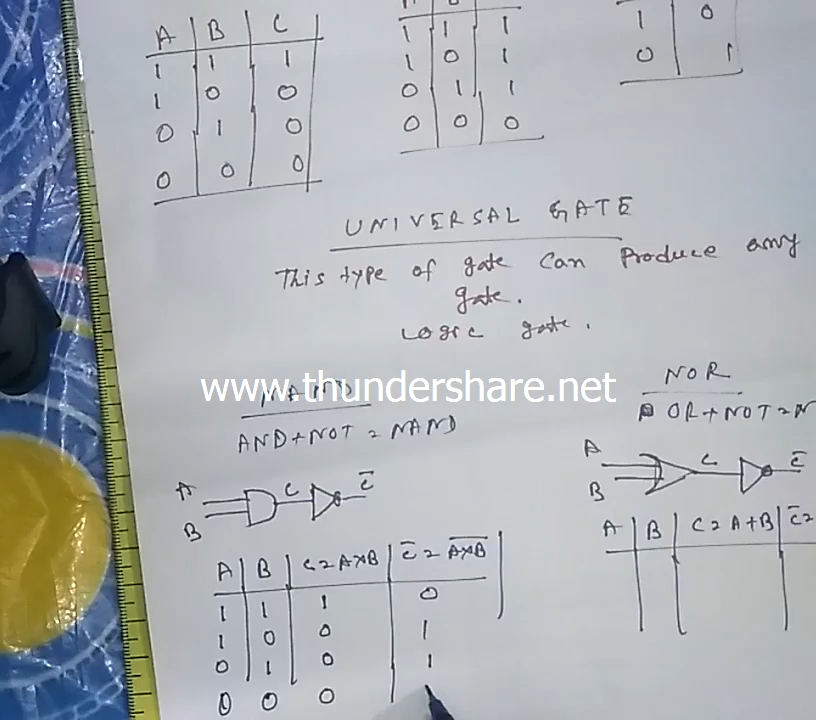 A B C
1 1 1
1 0 0
0 1 0
0 0 0
1 1 1
1 0 1
0 1 1
0 0 0
1 0
0 1
UNIVERSAL GATE
This type of gate can Produce any
gate.
Logic gate.
www.thundershare.net
NAND
AND+NOT=NAND
A
B
C
C̅
A B C=A×B C̅=A̅×̅B̅
1 1 1 0
1 0 0 1
0 1 0 1
0 0 0
NOR
OR+NOT=N
A
B
C
C̅
A B C=A+B C̅=